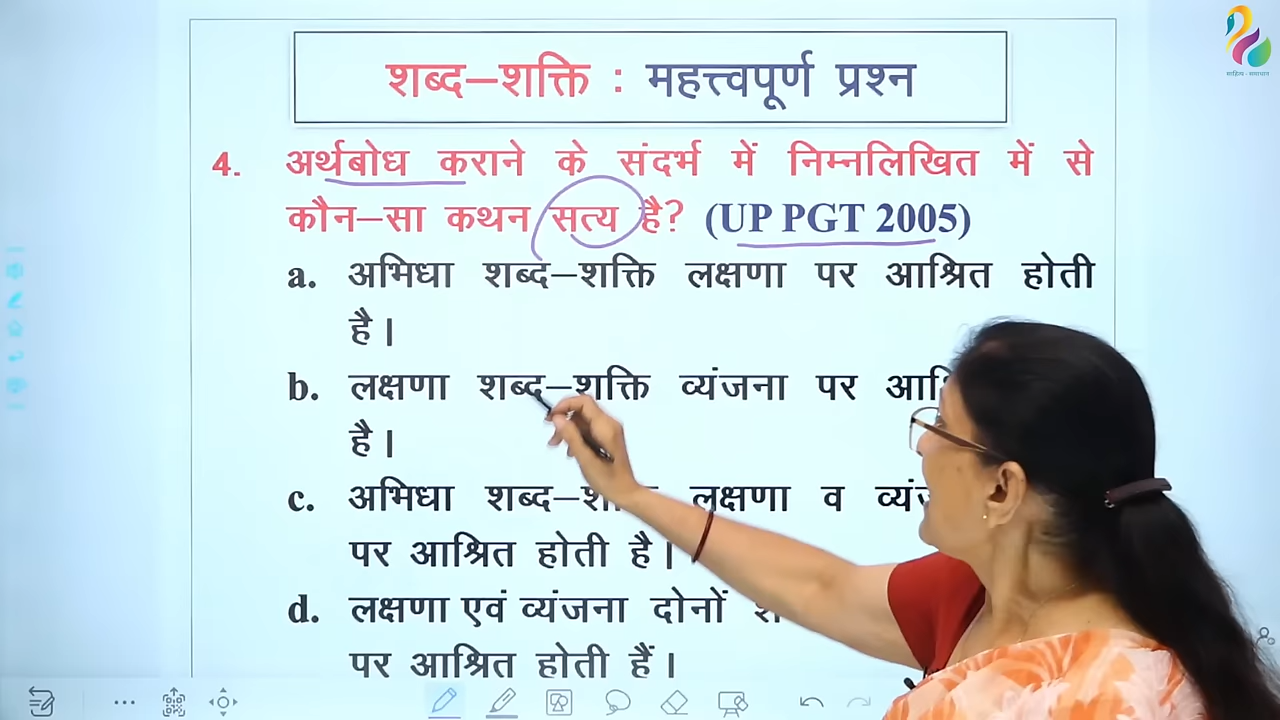 शब्द–शक्ति : महत्त्वपूर्ण प्रश्न
4. अर्थबोध कराने के संदर्भ में निम्नलिखित में से
कौन–सा कथन सत्य है? (UP PGT 2005)
a. अभिधा शब्द–शक्ति लक्षणा पर आश्रित होती
है।
b. लक्षणा शब्द–शक्ति व्यंजना पर
है।
c. अभिधा शब्द– लक्षणा व
पर आश्रित होती है।
d. लक्षणा एवं व्यंजना दोनों
पर आश्रित होती हैं।
साहित्य - समाधान